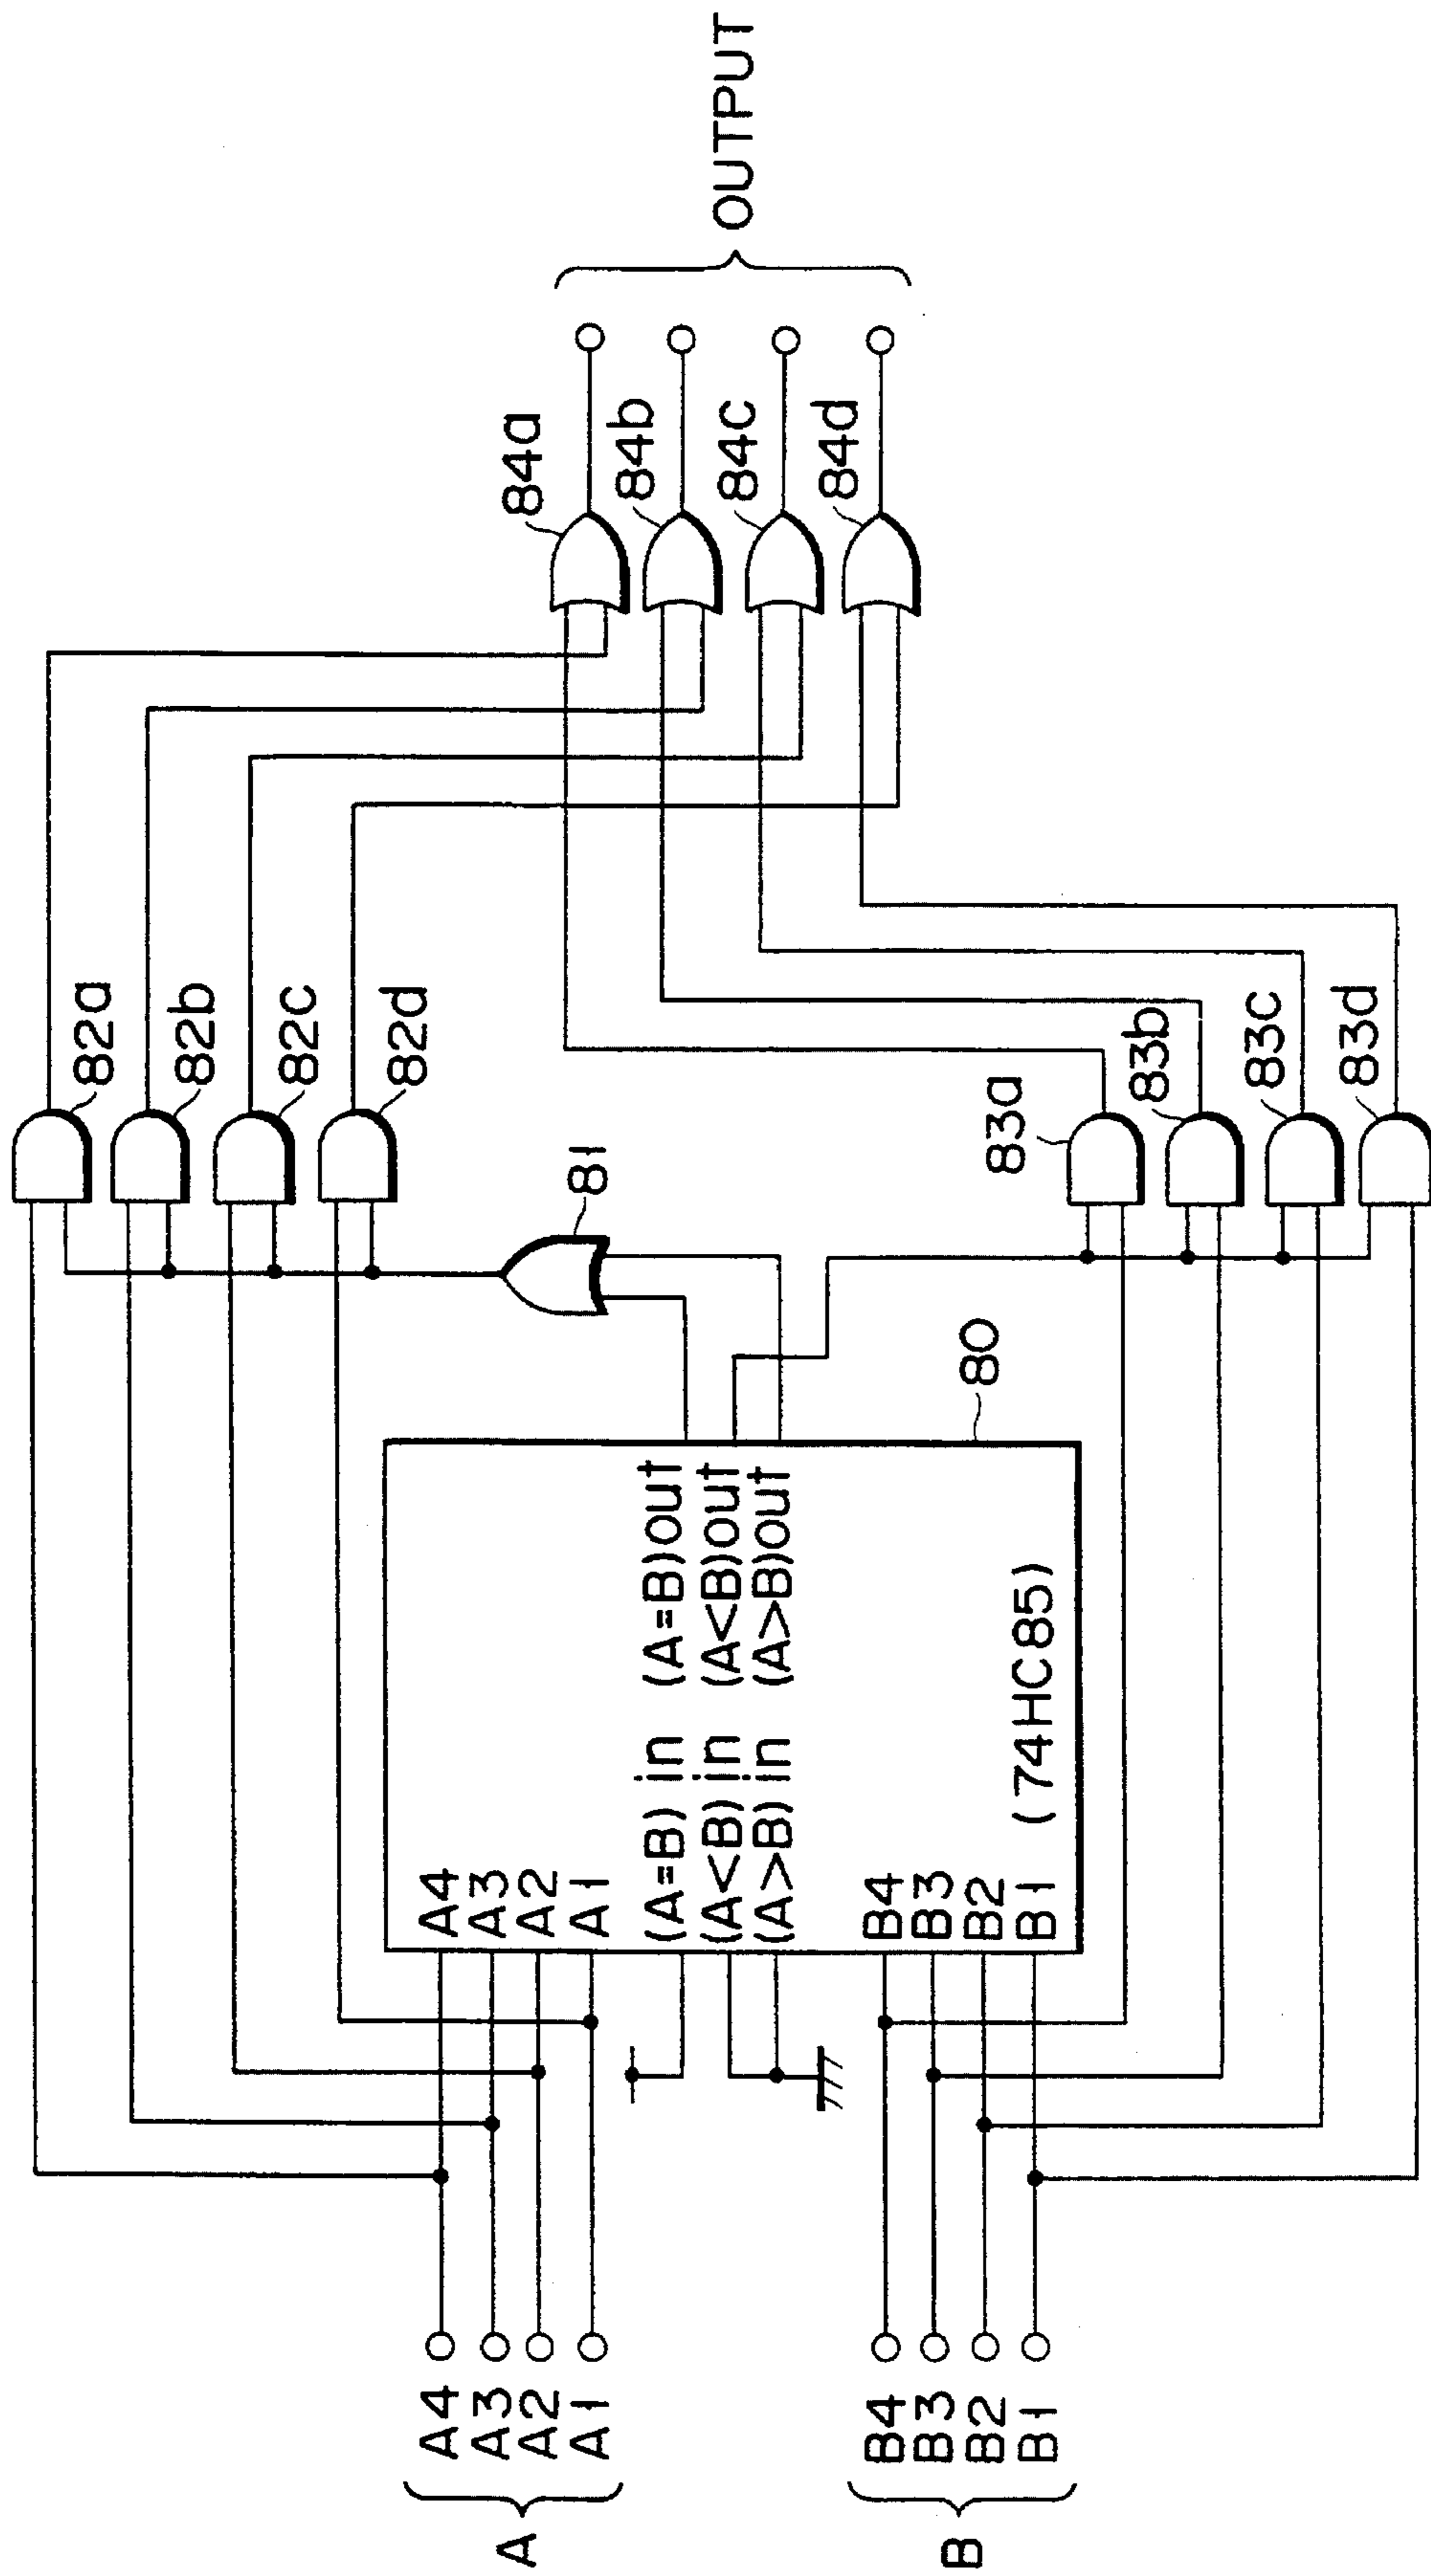 A
A4
A3
A2
A1
B
B4
B3
B2
B1
A4
A3
A2
A1
(A=B) in (A=B)out
(A<B) in (A<B)out
(A>B) in (A>B)out
B4
B3
B2
B1 (74HC85)
80
81
82a
82b
82c
82d
83a
83b
83c
83d
84a
84b
84c
84d
OUTPUT